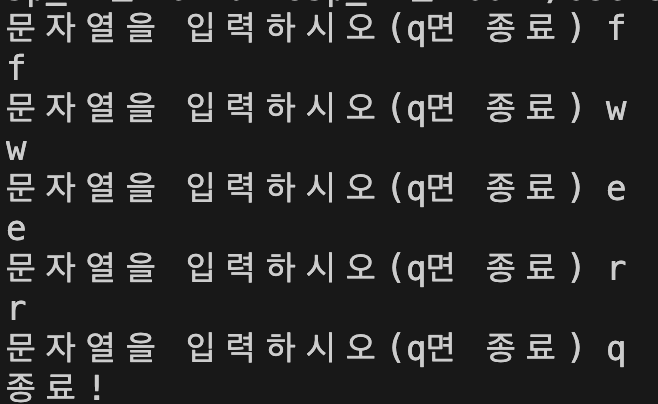 문자열을 입력하시오(q면 종료) f
f
문자열을 입력하시오(q면 종료) w
w
문자열을 입력하시오(q면 종료) e
e
문자열을 입력하시오(q면 종료) r
r
문자열을 입력하시오(q면 종료) q
종료!